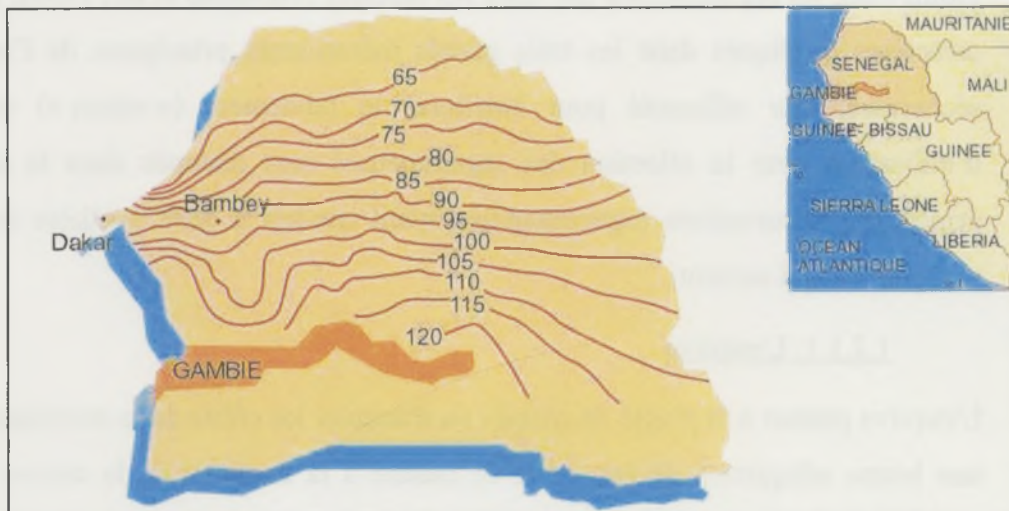 65
70
75
80
85
90
95
100
105
110
115
120
Bambey
Dakar
GAMBIE
MAURITANIE
SENEGAL
MALI
GAMBIE
GUINEE-BISSAU
GUINEE
SIERRA LEONE
LIBERIA
OCEAN
ATLANTIQUE